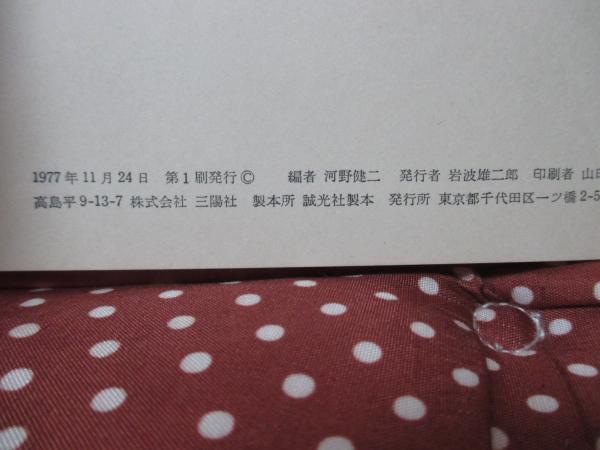 1977年11月24日 第1刷発行© 編者 河野健二 発行者 岩波雄二郎 印刷者 山
高島平9-13-7 株式会社 三陽社 製本所 誠光社製本 発行所 東京都千代田区一ツ橋2-5